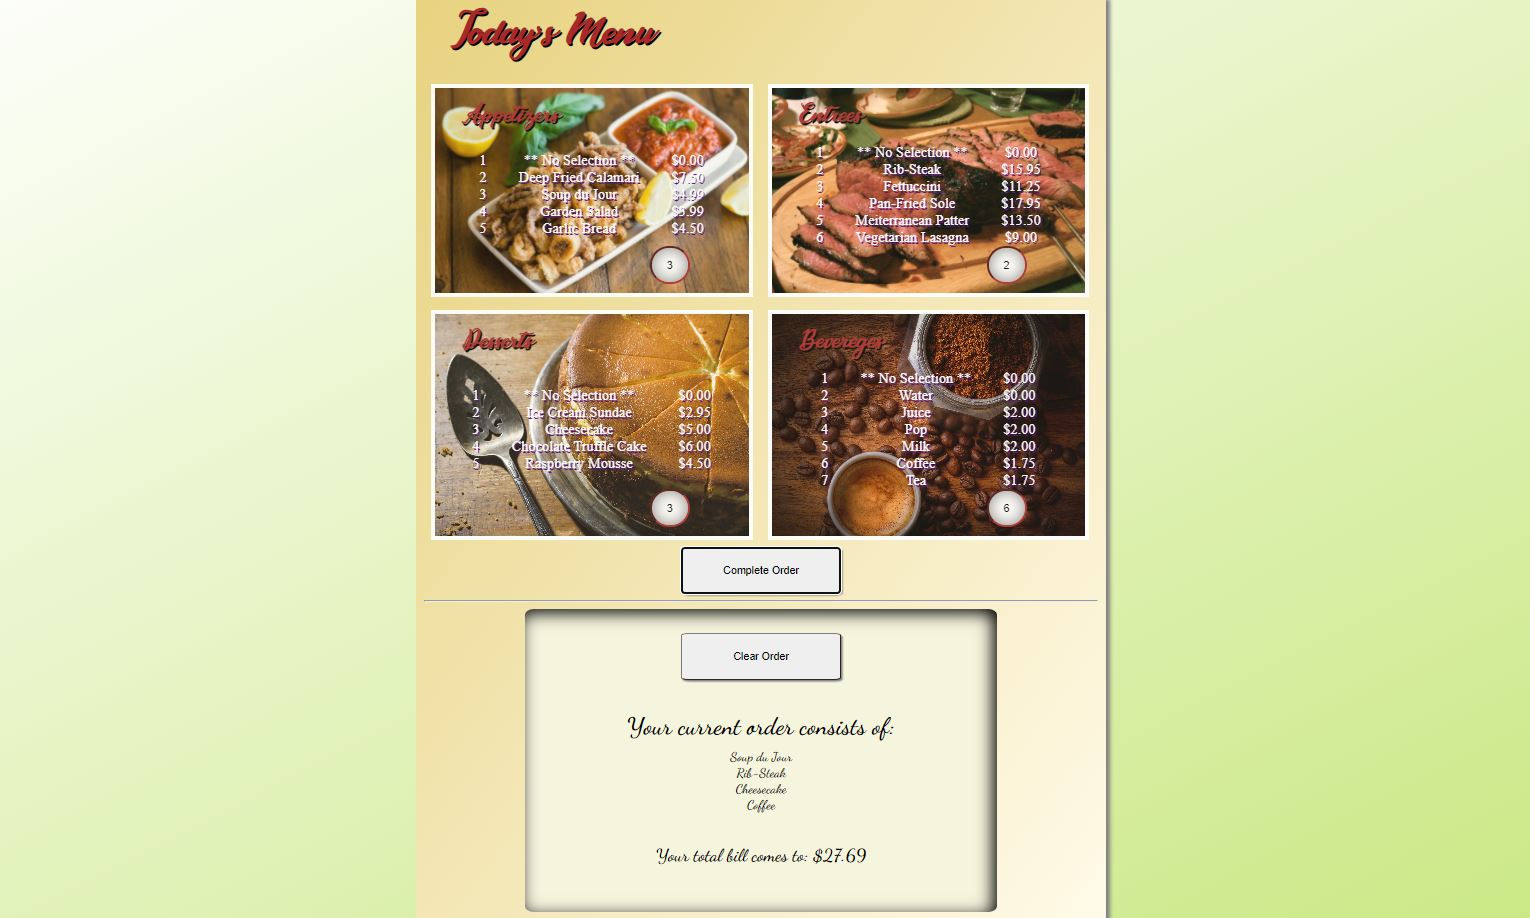 Today's Menu
Appetizers
1 ** No Selection ** $0.00
2 Deep Fried Calamari $7.50
3 Soup du Jour $4.99
4 Garden Salad $3.99
5 Garlic Bread $4.50
3
Entrees
1 ** No Selection ** $0.00
2 Rib-Steak $15.95
3 Fettuccini $11.25
4 Pan-Fried Sole $17.95
5 Meiterranean Patter $13.50
6 Vegetarian Lasagna $9.00
2
Desserts
1 ** No Selection ** $0.00
2 Ice Cream Sundae $2.95
3 Cheesecake $5.00
4 Chocolate Truffle Cake $6.00
5 Raspberry Mousse $4.50
3
Bevereges
1 ** No Selection ** $0.00
2 Water $0.00
3 Juice $2.00
4 Pop $2.00
5 Milk $2.00
6 Coffee $1.75
7 Tea $1.75
6
Complete Order
Clear Order
Your current order consists of:
Soup du Jour
Rib-Steak
Cheesecake
Coffee
Your total bill comes to: $27.69